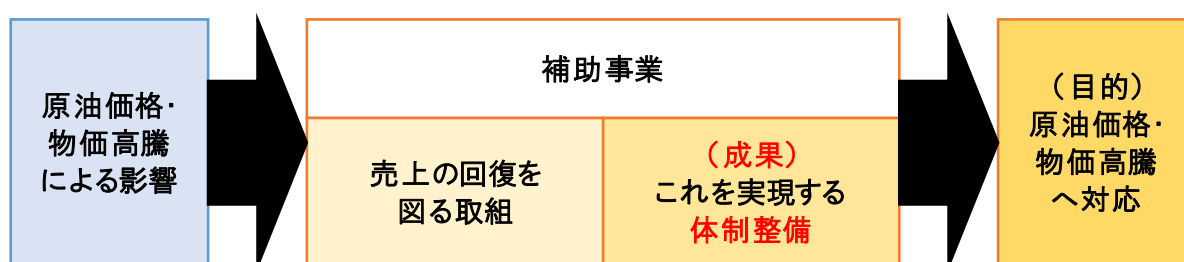 原油価格・
物価高騰
による影響
補助事業
売上の回復を
図る取組
（成果）
これを実現する
体制整備
（目的）
原油価格・
物価高騰
へ対応